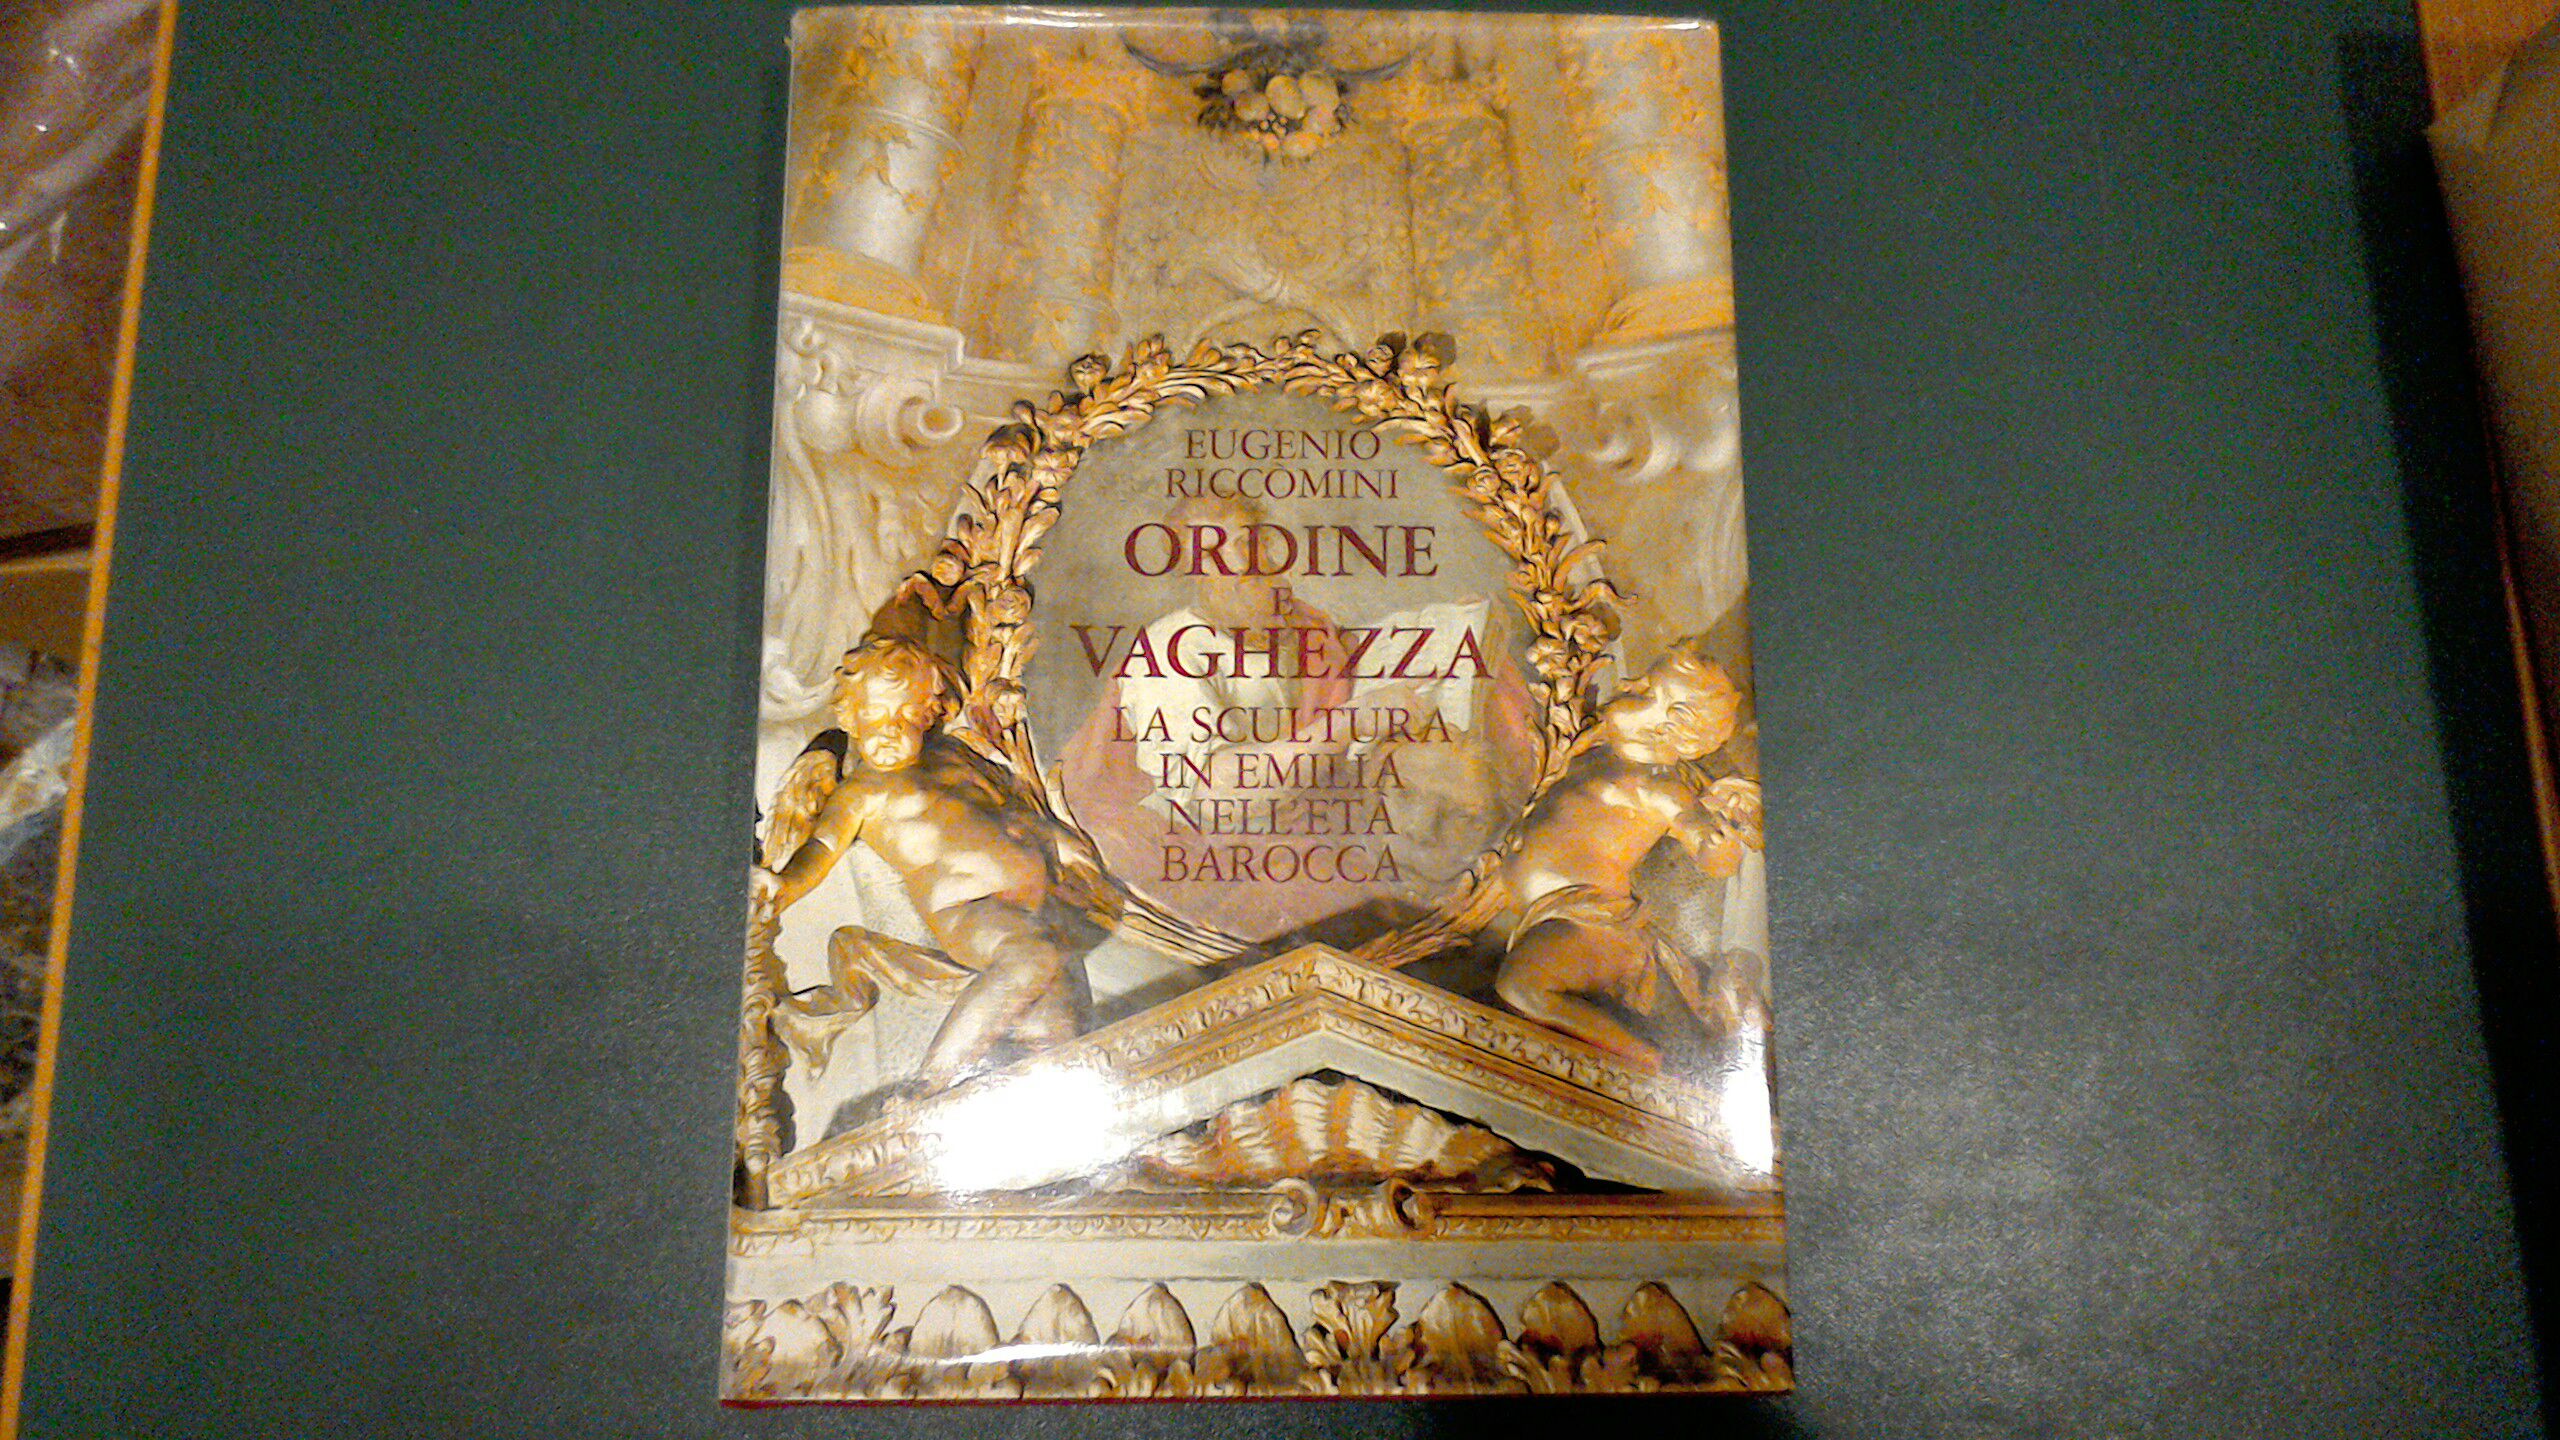 EUGENIO
RICCÒMINI
ORDINE
E
VAGHEZZA
LA SCULTURA
IN EMILIA
NELL'ETÀ
BAROCCA